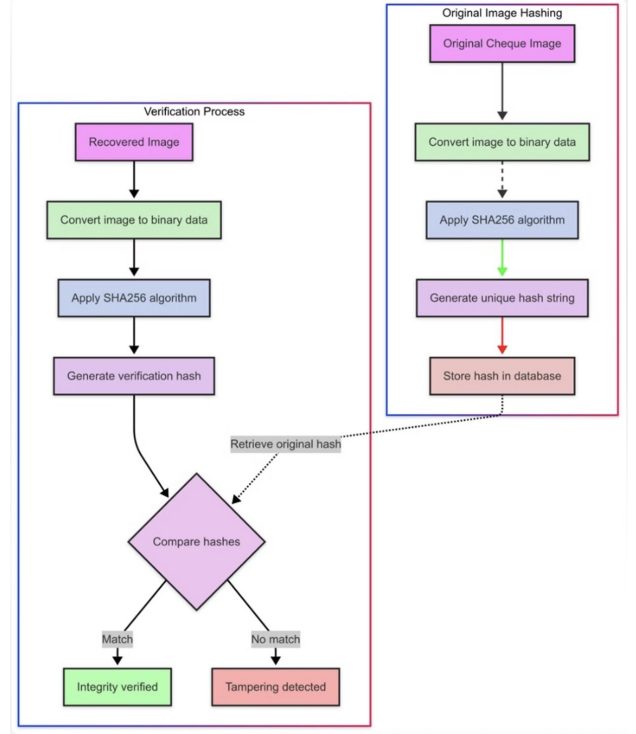 Original Image Hashing
Original Cheque Image
Convert image to binary data
Apply SHA256 algorithm
Generate unique hash string
Store hash in database
Verification Process
Recovered Image
Convert image to binary data
Apply SHA256 algorithm
Generate verification hash
Retrieve original hash
Compare hashes
Match
No match
Integrity verified
Tampering detected